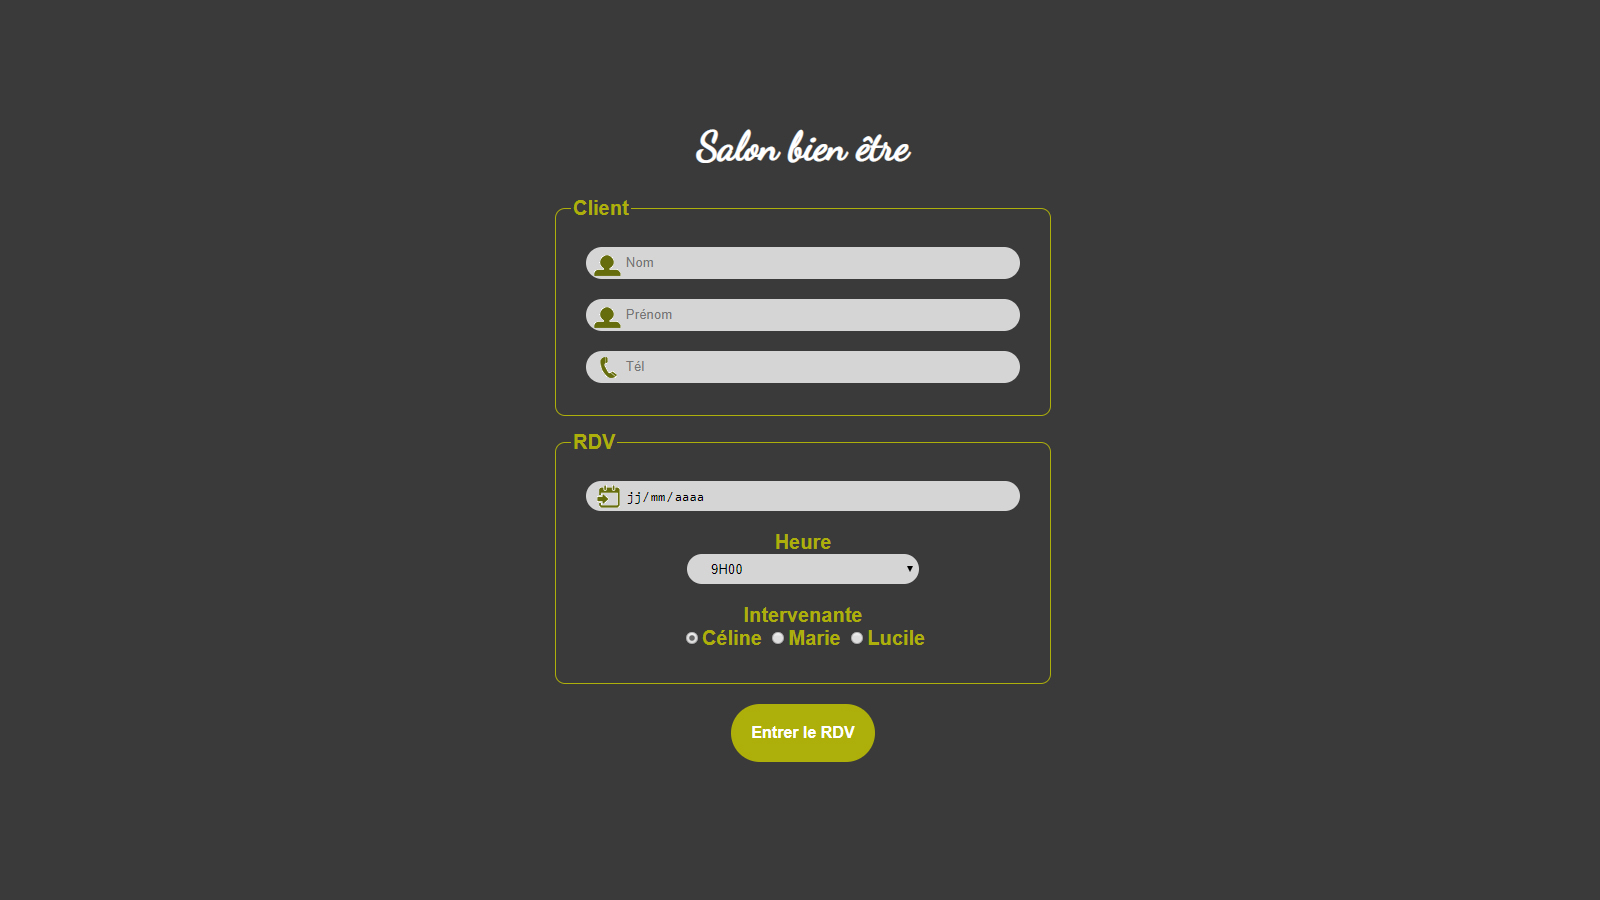 Salon bien être
Client
Nom
Prénom
Tél
RDV
jj/mm/aaaa
Heure
9H00
Intervenante
Céline Marie Lucile
Entrer le RDV